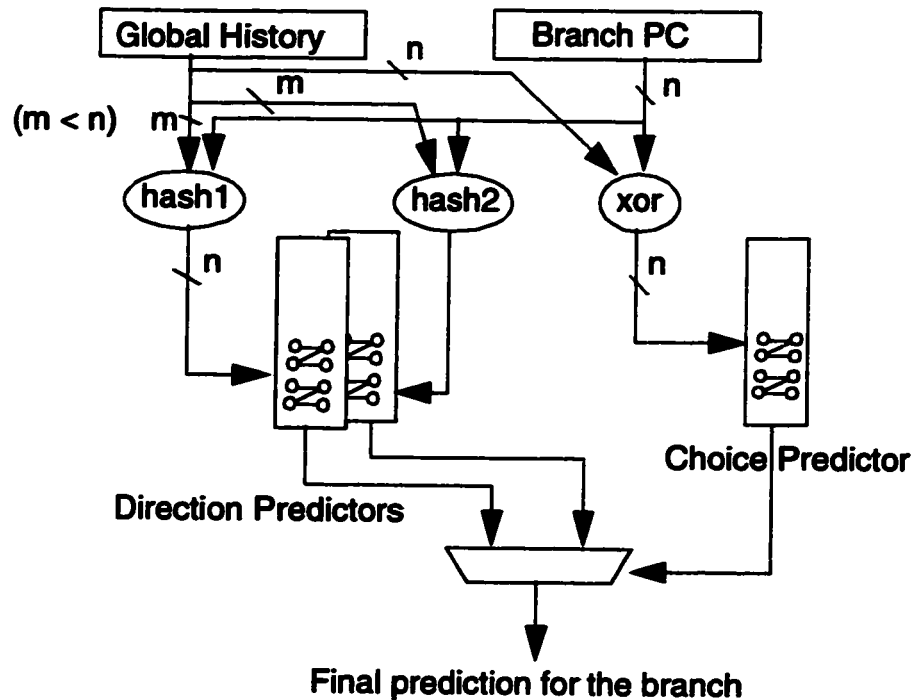 Global History
Branch PC
n
m
n
(m < n)
m
hash1
hash2
xor
n
n
Choice Predictor
Direction Predictors
Final prediction for the branch